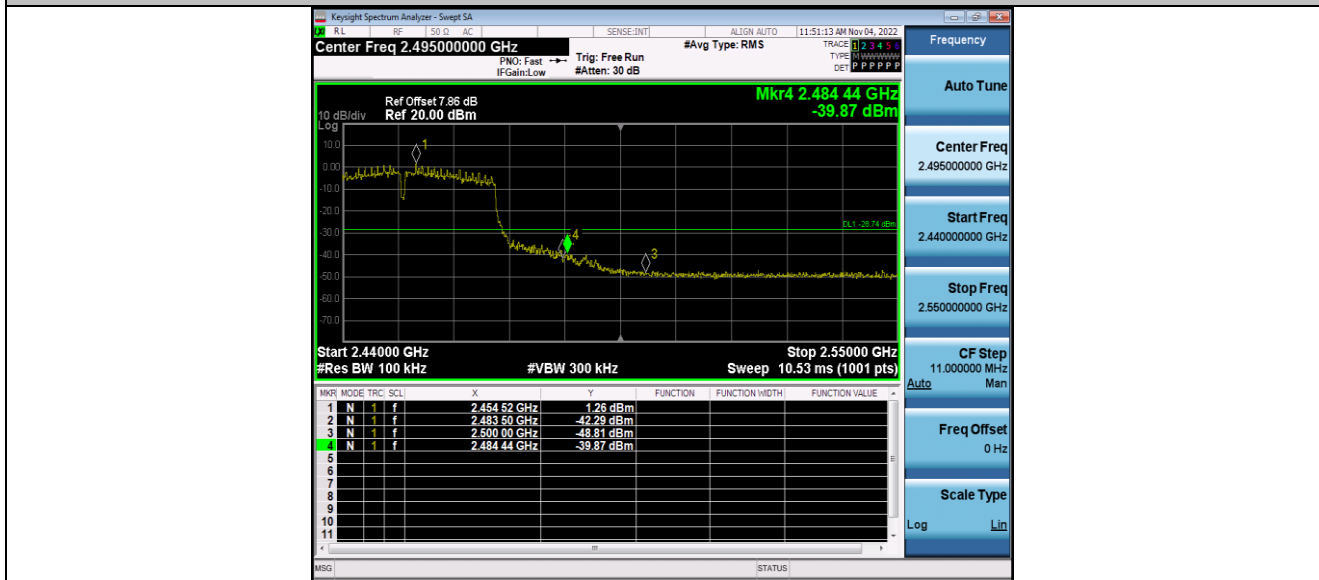 Keysight Spectrum Analyzer - Swept SA
RL RF 50 Ω AC SENSE:INT ALIGN AUTO 11:51:13 AM Nov 04, 2022
Center Freq 2.495000000 GHz #Avg Type: RMS TRACE 1 2 3 4 5 6
PNO: Fast Trig: Free Run TYPE M WWWWW
IFGain:Low #Atten: 30 dB DET P P P P P P
Mkr4 2.484 44 GHz
-39.87 dBm
Ref Offset 7.86 dB
10 dB/div Ref 20.00 dBm
Log
10.0
0.00
-10.0
-20.0
-30.0
-40.0
-50.0
-60.0
-70.0
1
4
3
DL1 -28.74 dBm
Start 2.44000 GHz Stop 2.55000 GHz
#Res BW 100 kHz #VBW 300 kHz Sweep 10.53 ms (1001 pts)
MKR MODE TRC SCL X Y FUNCTION FUNCTION WIDTH FUNCTION VALUE
1 N 1 f 2.454 52 GHz 1.26 dBm
2 N 1 f 2.483 50 GHz -42.29 dBm
3 N 1 f 2.500 00 GHz -48.81 dBm
4 N 1 f 2.484 44 GHz -39.87 dBm
5
6
7
8
9
10
11
MSG STATUS
Frequency
Auto Tune
Center Freq
2.495000000 GHz
Start Freq
2.440000000 GHz
Stop Freq
2.550000000 GHz
CF Step
11.000000 MHz
Auto Man
Freq Offset
0 Hz
Scale Type
Log Lin